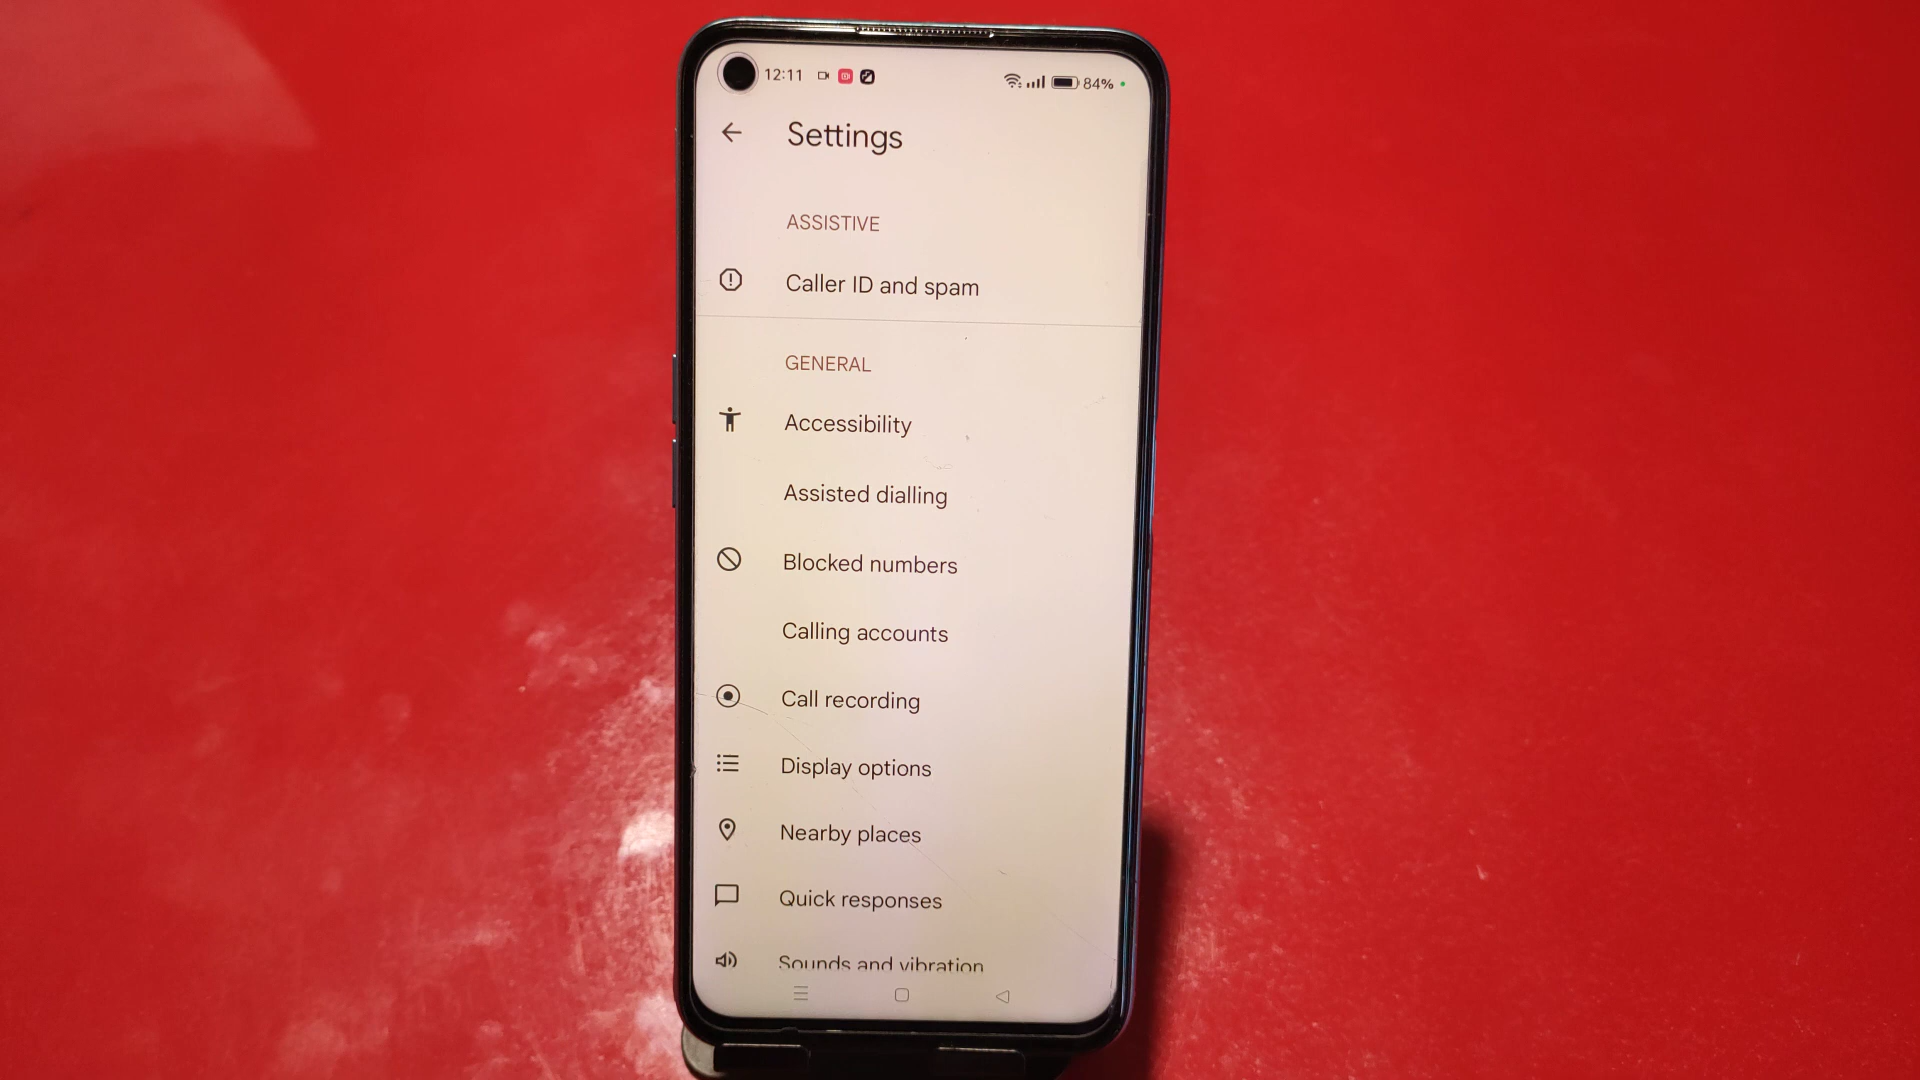 12:11 84%
Settings
ASSISTIVE
Caller ID and spam
GENERAL
Accessibility
Assisted dialling
Blocked numbers
Calling accounts
Call recording
Display options
Nearby places
Quick responses
Sounds and vibration